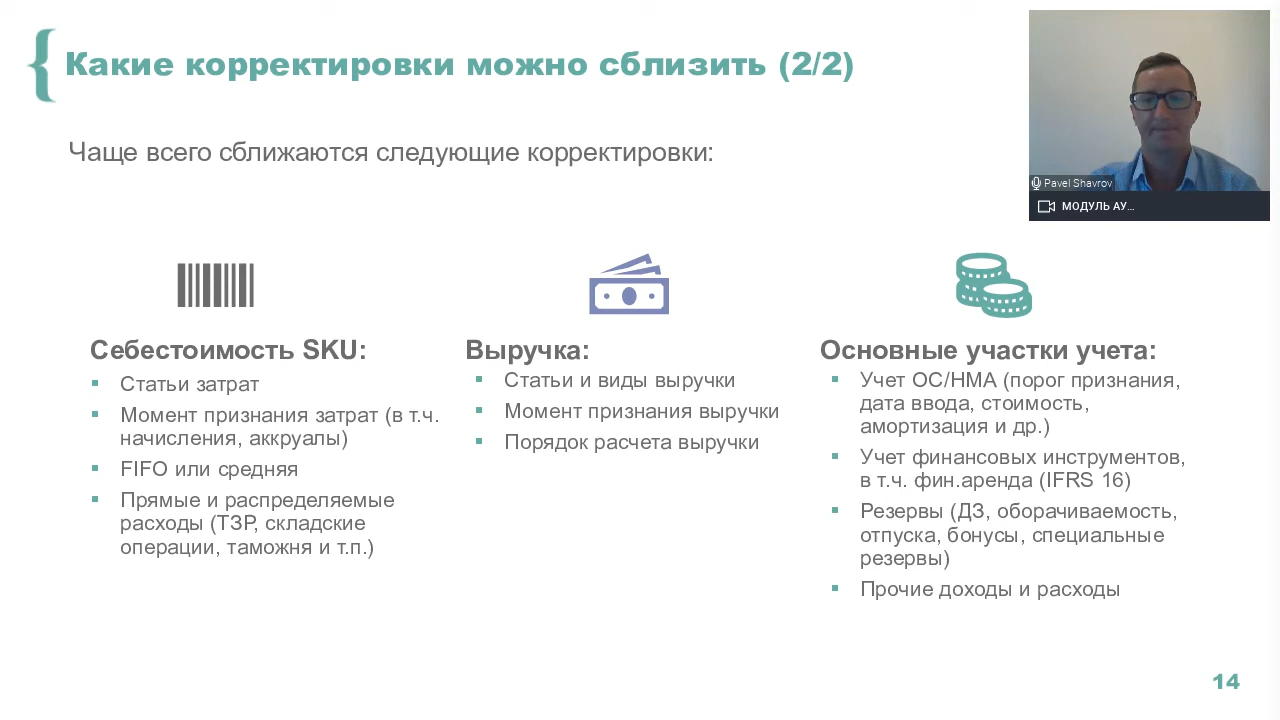 Какие корректировки можно сблизить (2/2)
Чаще всего сближаются следующие корректировки:
Pavel Shavrov
МОДУЛЬ АУ...
Себестоимость SKU:
Статьи затрат
Момент признания затрат (в т.ч.
начисления, аккруалы)
FIFO или средняя
Прямые и распределяемые
расходы (ТЗР, складские
операции, таможня и т.п.)
Выручка:
Статьи и виды выручки
Момент признания выручки
Порядок расчета выручки
Основные участки учета:
Учет ОС/НМА (порог признания,
дата ввода, стоимость,
амортизация и др.)
Учет финансовых инструментов,
в т.ч. фин.аренда (IFRS 16)
Резервы (ДЗ, оборачиваемость,
отпуска, бонусы, специальные
резервы)
Прочие доходы и расходы
14